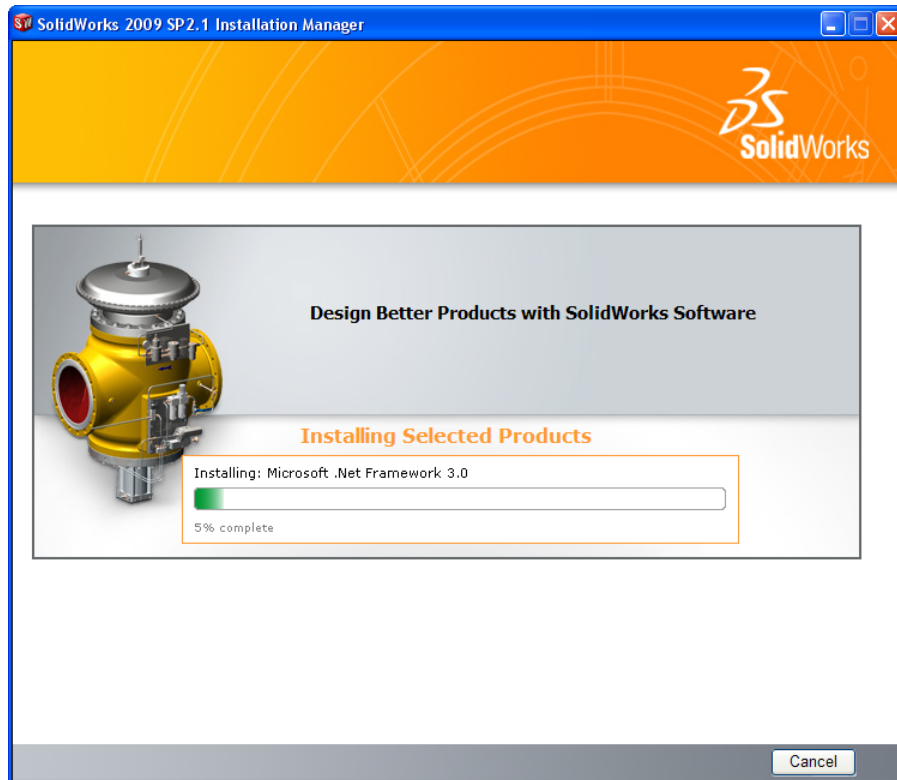 SolidWorks 2009 SP2.1 Installation Manager
SolidWorks
Design Better Products with SolidWorks Software
Installing Selected Products
Installing: Microsoft .Net Framework 3.0
5% complete
Cancel